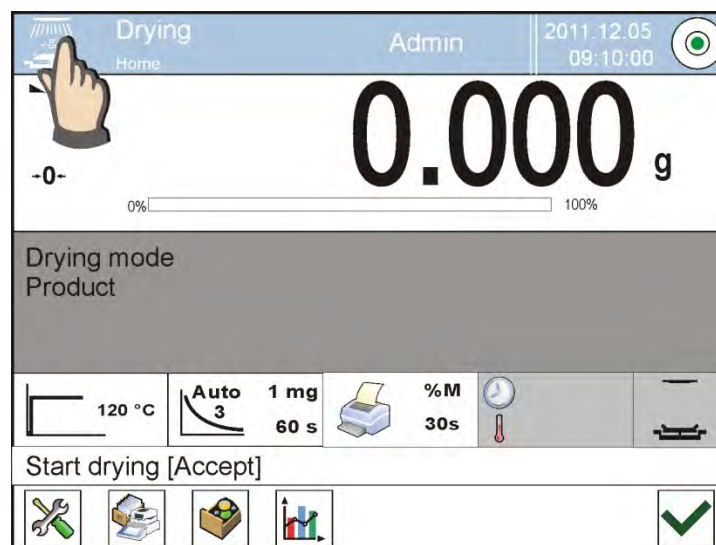 Drying
Home
Admin
2011.12.05
09:10:00
0.000 g
→0←
0% 100%
Drying mode
Product
120 °C
Auto 1 mg
3
60 s
%M
30s
Start drying [Accept]